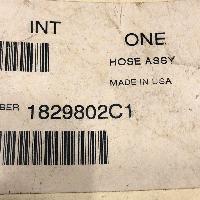 INT ONE
HOSE ASSY
MADE IN USA
BER 1829802C1